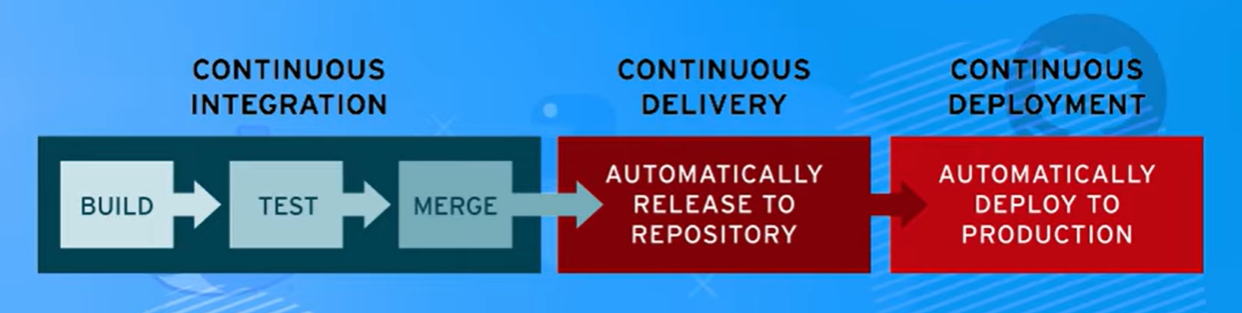 CONTINUOUS
INTEGRATION
CONTINUOUS
DELIVERY
CONTINUOUS
DEPLOYMENT
BUILD
TEST
MERGE
AUTOMATICALLY
RELEASE TO
REPOSITORY
AUTOMATICALLY
DEPLOY TO
PRODUCTION